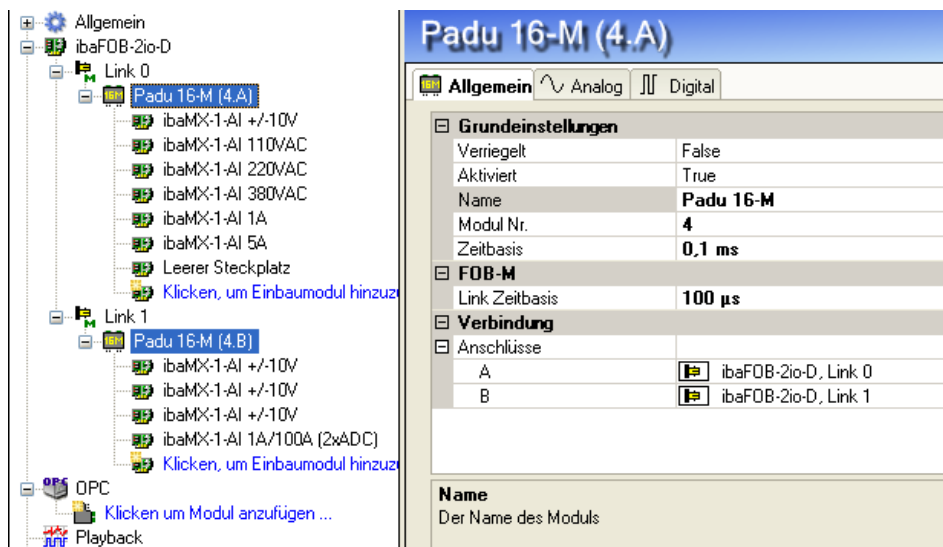 Allgemein
ibaFOB-2io-D
Link 0
Padu 16-M (4.A)
ibaMX-1-AI +/-10V
ibaMX-1-AI 110VAC
ibaMX-1-AI 220VAC
ibaMX-1-AI 380VAC
ibaMX-1-AI 1A
ibaMX-1-AI 5A
Leerer Steckplatz
Klicken, um Einbaumodul hinzu
Link 1
Padu 16-M (4.B)
ibaMX-1-AI +/-10V
ibaMX-1-AI +/-10V
ibaMX-1-AI +/-10V
ibaMX-1-AI 1A/100A (2xADC)
Klicken, um Einbaumodul hinzu
OPC
Klicken um Modul anzufügen ...
Playback
Padu 16-M (4.A)
Allgemein Analog Digital
Grundeinstellungen
Verriegelt False
Aktiviert True
Name Padu 16-M
Modul Nr. 4
Zeitbasis 0,1 ms
FOB-M
Link Zeitbasis 100 µs
Verbindung
Anschlüsse
A ibaFOB-2io-D, Link 0
B ibaFOB-2io-D, Link 1
Name
Der Name des Moduls